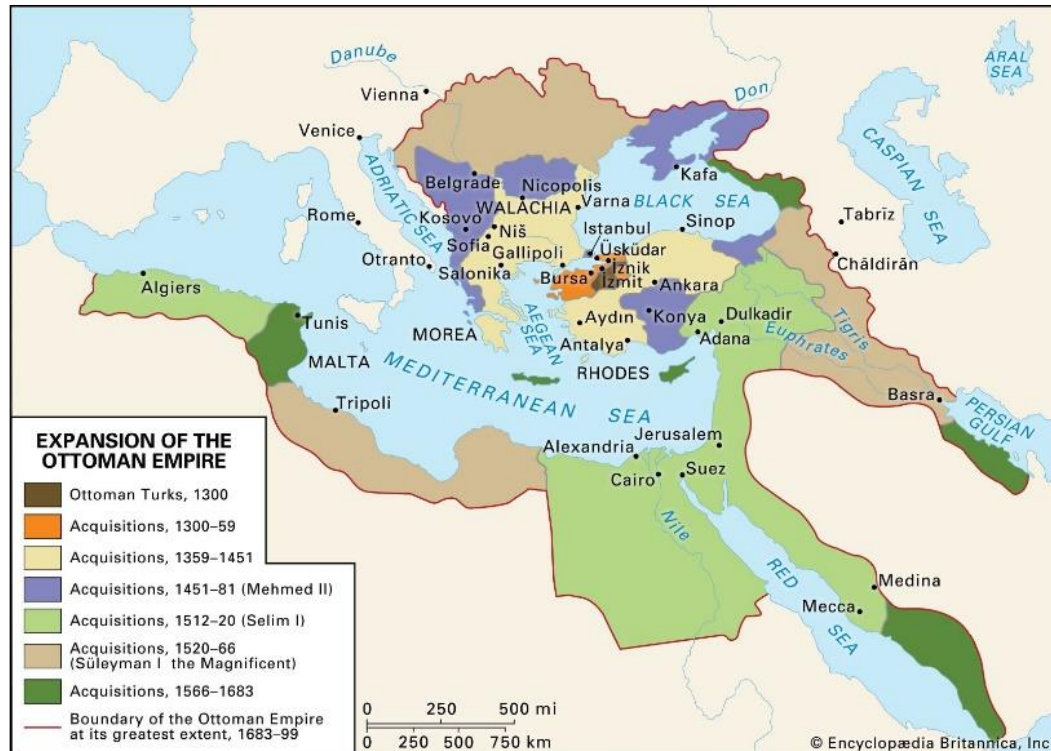 ARAL
SEA
Danube
Don
Vienna
Venice
CASPIAN
SEA
ADRIATIC SEA
Belgrade
Nicopolis
Kafa
WALACHIA
Varna
BLACK SEA
Rome
Kosovo
Niš
Istanbul
Sinop
Tabrīz
Sofia
Gallipoli
Üsküdar
Otranto
Salonika
İznik
Chāldirān
Bursa
İzmit
Algiers
Ankara
AEGEAN
SEA
Tunis
MOREA
Aydın
Konya
Dulkadir
Tigris
Antalya
Adana
Euphrates
MALTA
RHODES
MEDITERRANEAN SEA
Basra
Tripoli
PERSIAN
GULF
Jerusalem
Alexandria
Cairo
Suez
Nile
RED
SEA
Medina
Mecca
EXPANSION OF THE
OTTOMAN EMPIRE
Ottoman Turks, 1300
Acquisitions, 1300–59
Acquisitions, 1359–1451
Acquisitions, 1451–81 (Mehmed II)
Acquisitions, 1512–20 (Selim I)
Acquisitions, 1520–66
(Süleyman I the Magnificent)
Acquisitions, 1566–1683
Boundary of the Ottoman Empire
at its greatest extent, 1683–99
0 250 500 mi
0 250 500 750 km
© Encyclopædia Britannica, Inc